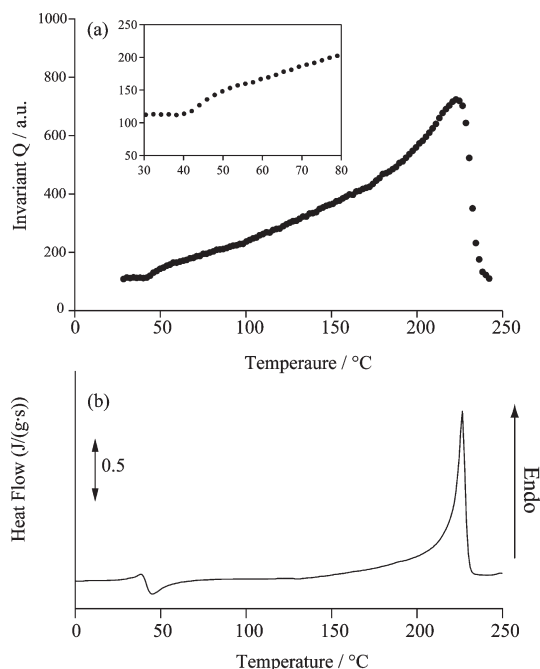 1000
800
600
400
200
0
Invariant Q / a.u.
(a)
250
200
150
100
50
30 40 50 60 70 80
0 50 100 150 200 250
Temperaure / °C
(b)
Heat Flow (J/(g·s))
0.5
Endo
0 50 100 150 200 250
Temperature / °C